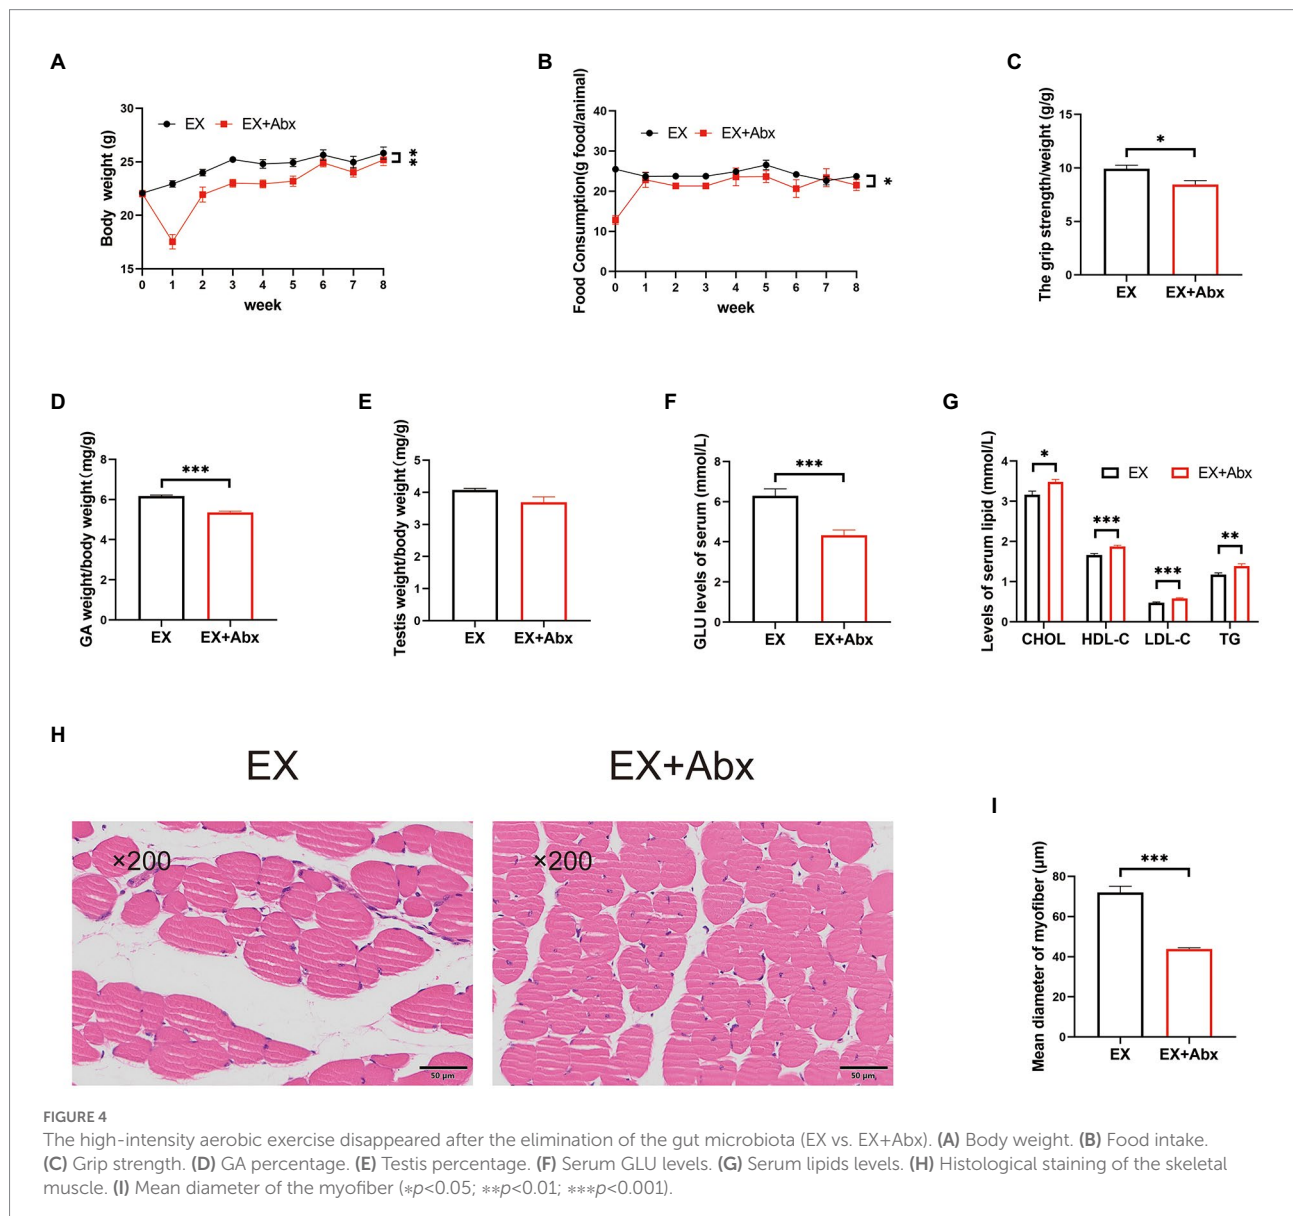 A
Body weight (g)
30
25
20
15
EX
EX+Abx
**
0 1 2 3 4 5 6 7 8
week
B
Food Consumption(g food/animal)
40
30
20
10
0
EX
EX+Abx
*
0 1 2 3 4 5 6 7 8
week
C
The grip strength/weight (g/g)
15
10
5
0
*
EX EX+Abx
D
GA weight/body weight(mg/g)
8
6
4
2
0
***
EX EX+Abx
E
Testis weight/body weight(mg/g)
5
4
3
2
1
0
EX EX+Abx
F
GLU levels of serum (mmol/L)
8
6
4
2
0
***
EX EX+Abx
G
Levels of serum lipid (mmol/L)
4
3
2
1
0
EX
EX+Abx
*
***
***
**
CHOL HDL-C LDL-C TG
H
EX EX+Abx
×200 ×200
50 μm 50 μm
I
Mean diameter of myofiber (μm)
80
60
40
20
0
***
EX EX+Abx
FIGURE 4
The high-intensity aerobic exercise disappeared after the elimination of the gut microbiota (EX vs. EX+Abx). (A) Body weight. (B) Food intake.
(C) Grip strength. (D) GA percentage. (E) Testis percentage. (F) Serum GLU levels. (G) Serum lipids levels. (H) Histological staining of the skeletal
muscle. (I) Mean diameter of the myofiber (*p<0.05; **p<0.01; ***p<0.001).